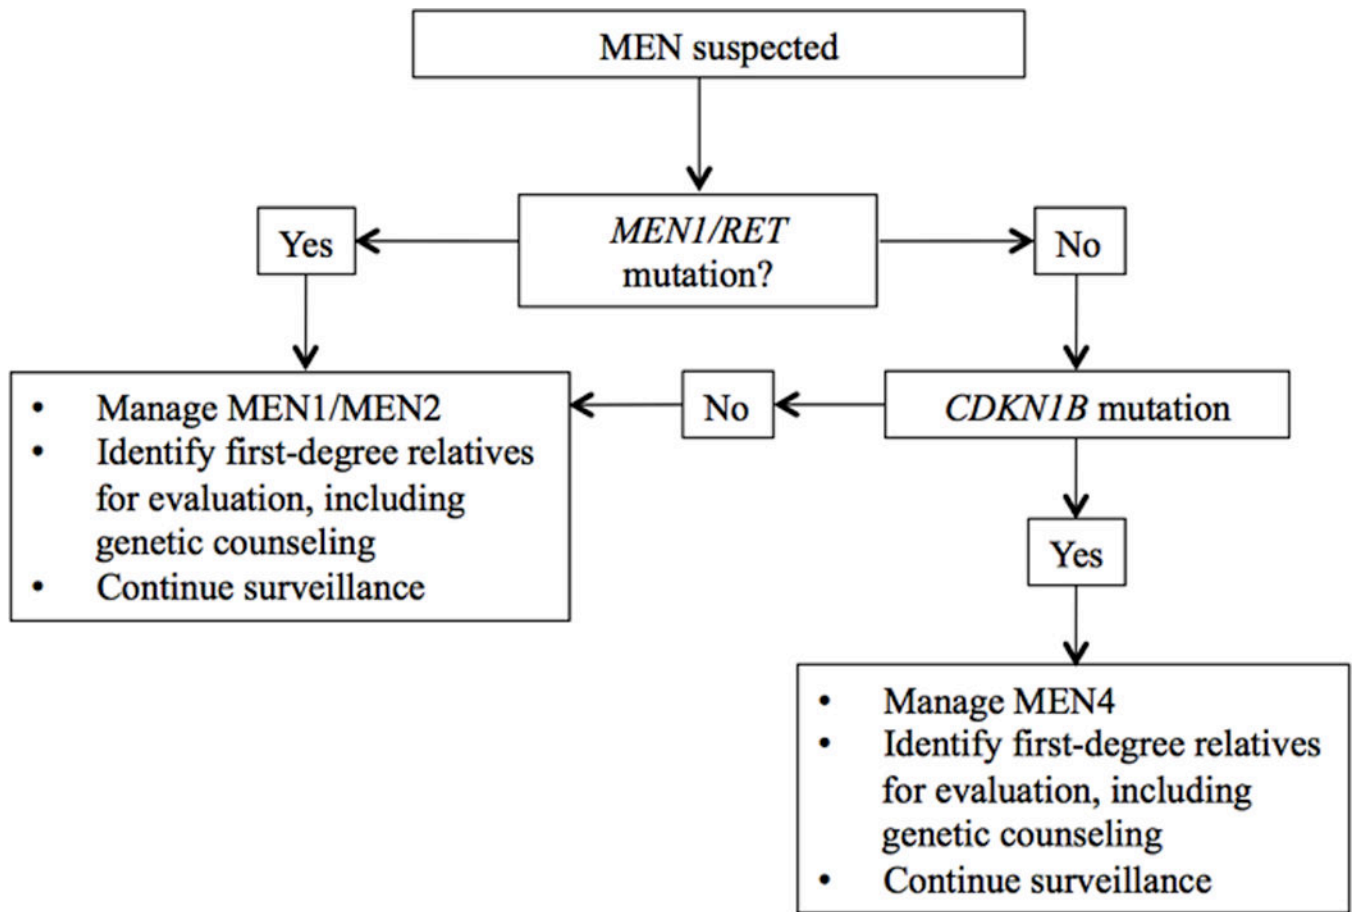 MEN suspected
Yes
MEN1/RET
mutation?
No
• Manage MEN1/MEN2
• Identify first-degree relatives
for evaluation, including
genetic counseling
• Continue surveillance
No
CDKN1B mutation
Yes
• Manage MEN4
• Identify first-degree relatives
for evaluation, including
genetic counseling
• Continue surveillance